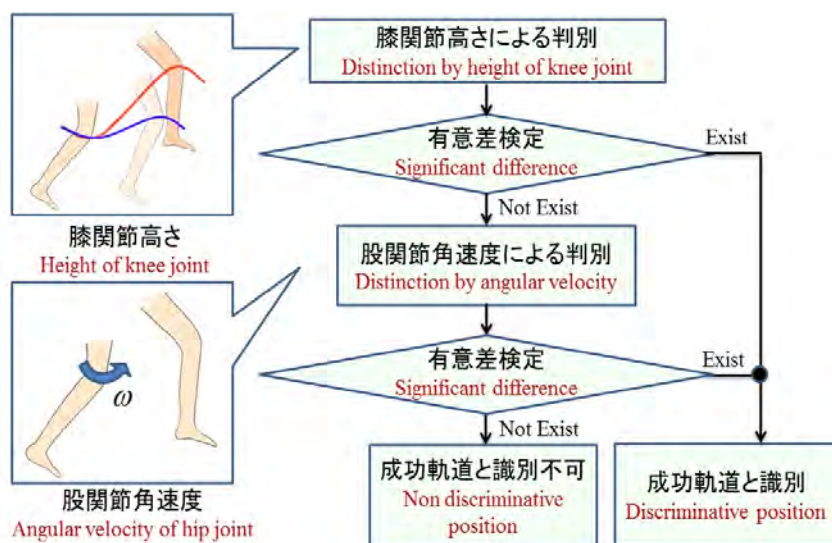 膝関節高さによる判別
Distinction by height of knee joint
有意差検定
Significant difference
Exist
Not Exist
膝関節高さ
Height of knee joint
股関節角速度による判別
Distinction by angular velocity
有意差検定
Significant difference
Exist
Not Exist
ω
股関節角速度
Angular velocity of hip joint
成功軌道と識別不可
Non discriminative
position
成功軌道と識別
Discriminative position